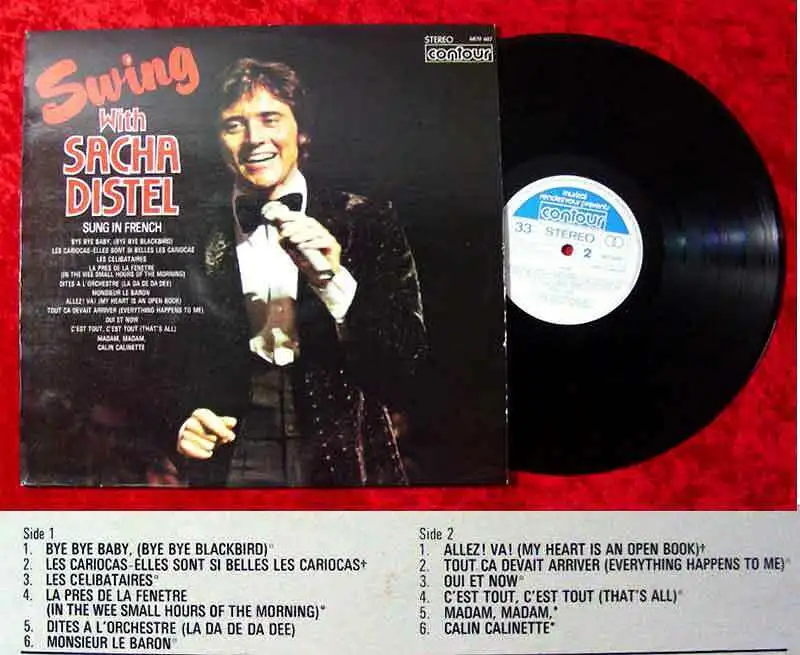 STEREO
6870 607
contour
Swing
With
SACHA
DISTEL
SUNG IN FRENCH
BYE BYE BABY, (BYE BYE BLACKBIRD)
LES CARIOCAS-ELLES SONT SI BELLES LES CARIOCAS
LES CELIBATAIRES
LA PRES DE LA FENETRE
(IN THE WEE SMALL HOURS OF THE MORNING)
DITES A L'ORCHESTRE (LA DA DE DA DEE)
MONSIEUR LE BARON
ALLEZ! VA! (MY HEART IS AN OPEN BOOK)
TOUT CA DEVAIT ARRIVER (EVERYTHING HAPPENS TO ME)
OUI ET NOW
C'EST TOUT, C'EST TOUT (THAT'S ALL)
MADAM, MADAM,
CALIN CALINETTE
musical
rendezvous presents
contour
33 STEREO
2
Side 1
1. BYE BYE BABY, (BYE BYE BLACKBIRD)°
2. LES CARIOCAS-ELLES SONT SI BELLES LES CARIOCAS†
3. LES CELIBATAIRES°
4. LA PRES DE LA FENETRE
(IN THE WEE SMALL HOURS OF THE MORNING)*
5. DITES A L'ORCHESTRE (LA DA DE DA DEE)
6. MONSIEUR LE BARON°
Side 2
1. ALLEZ! VA! (MY HEART IS AN OPEN BOOK)†
2. TOUT CA DEVAIT ARRIVER (EVERYTHING HAPPENS TO ME)°
3. OUI ET NOW°
4. C'EST TOUT, C'EST TOUT (THAT'S ALL)°
5. MADAM, MADAM,*
6. CALIN CALINETTE*